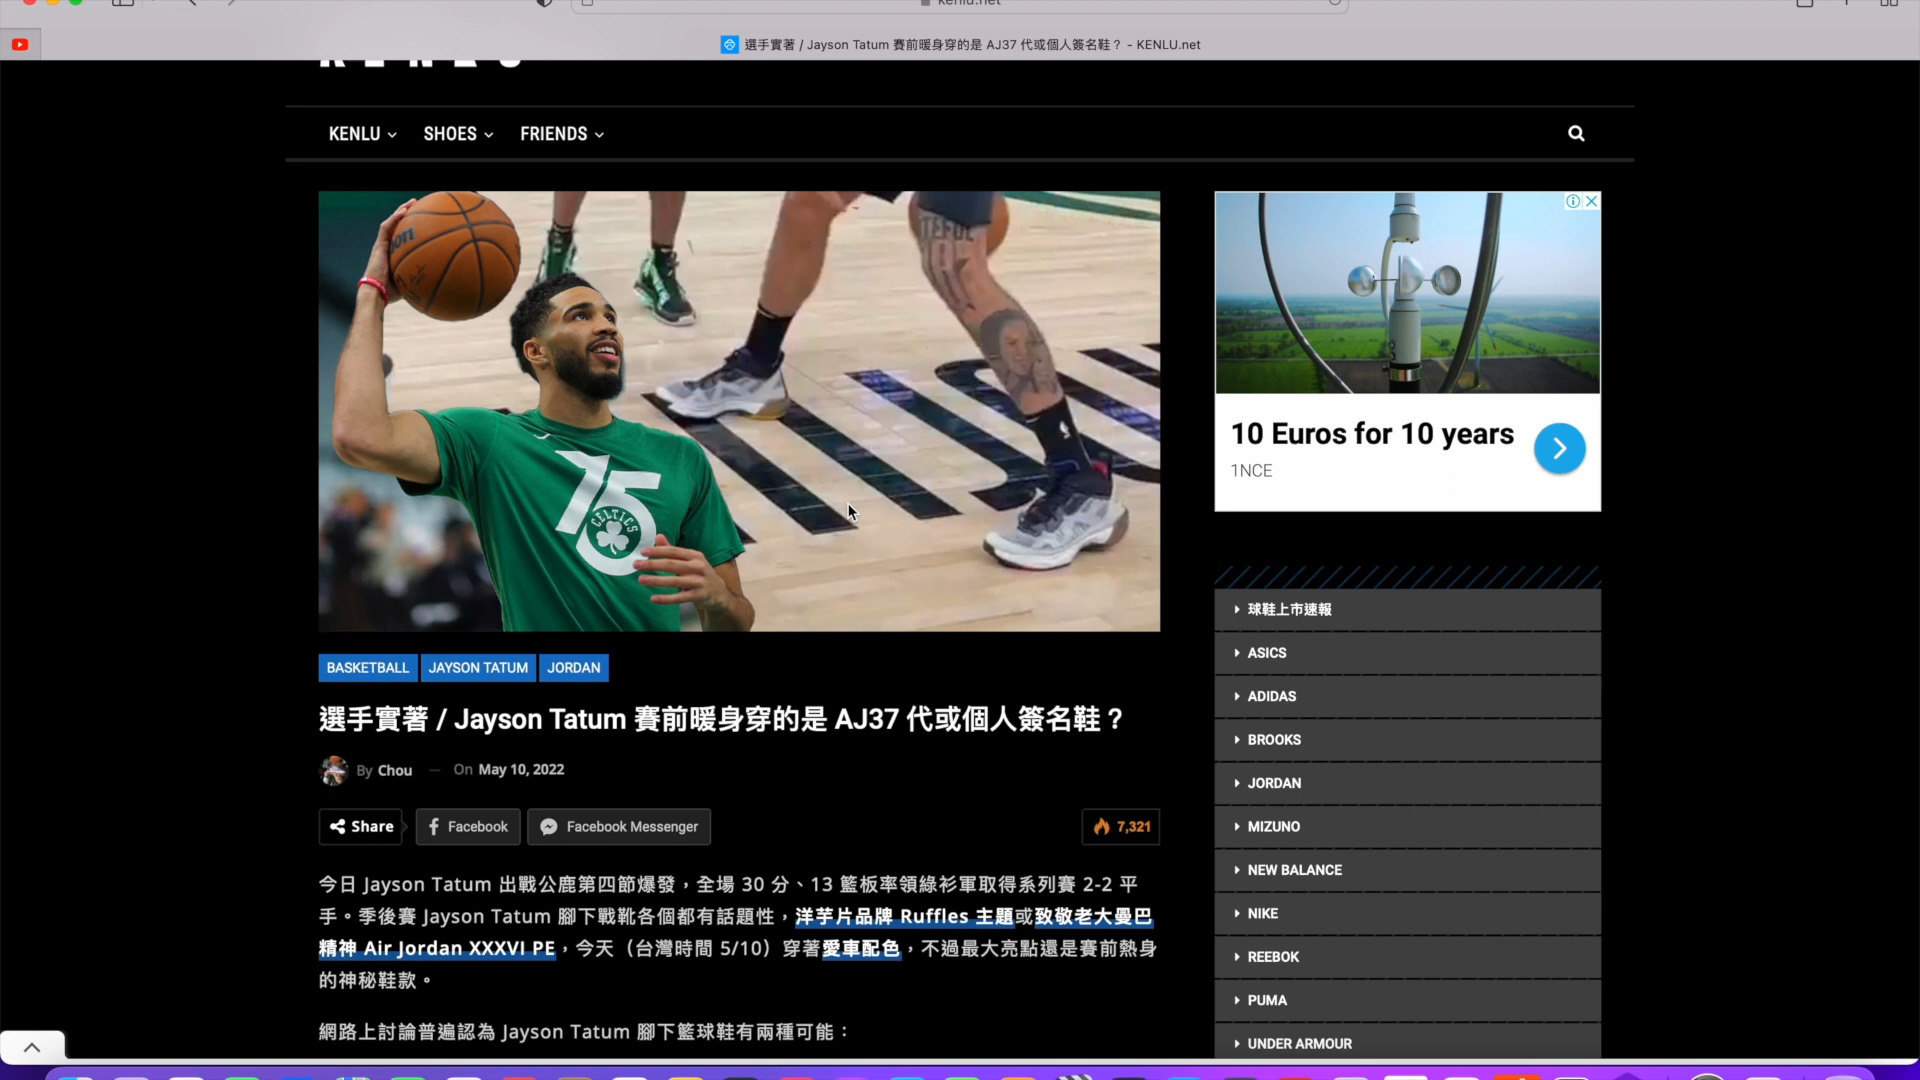 kenlu.net
選手實著 / Jayson Tatum 賽前暖身穿的是 AJ37 代或個人簽名鞋？ - KENLU.net
KENLU
KENLU
SHOES
FRIENDS
TEFUL
75
CELTICS
10 Euros for 10 years
1NCE
BASKETBALL
JAYSON TATUM
JORDAN
選手實著 / Jayson Tatum 賽前暖身穿的是 AJ37 代或個人簽名鞋？
By Chou — On May 10, 2022
Share
Facebook
Facebook Messenger
7,321
今日 Jayson Tatum 出戰公鹿第四節爆發，全場 30 分、13 籃板率領綠衫軍取得系列賽 2-2 平
手。季後賽 Jayson Tatum 腳下戰靴各個都有話題性，洋芋片品牌 Ruffles 主題或致敬老大曼巴
精神 Air Jordan XXXVI PE，今天（台灣時間 5/10）穿著愛車配色，不過最大亮點還是賽前熱身
的神秘鞋款。
網路上討論普遍認為 Jayson Tatum 腳下籃球鞋有兩種可能：
球鞋上市速報
ASICS
ADIDAS
BROOKS
JORDAN
MIZUNO
NEW BALANCE
NIKE
REEBOK
PUMA
UNDER ARMOUR